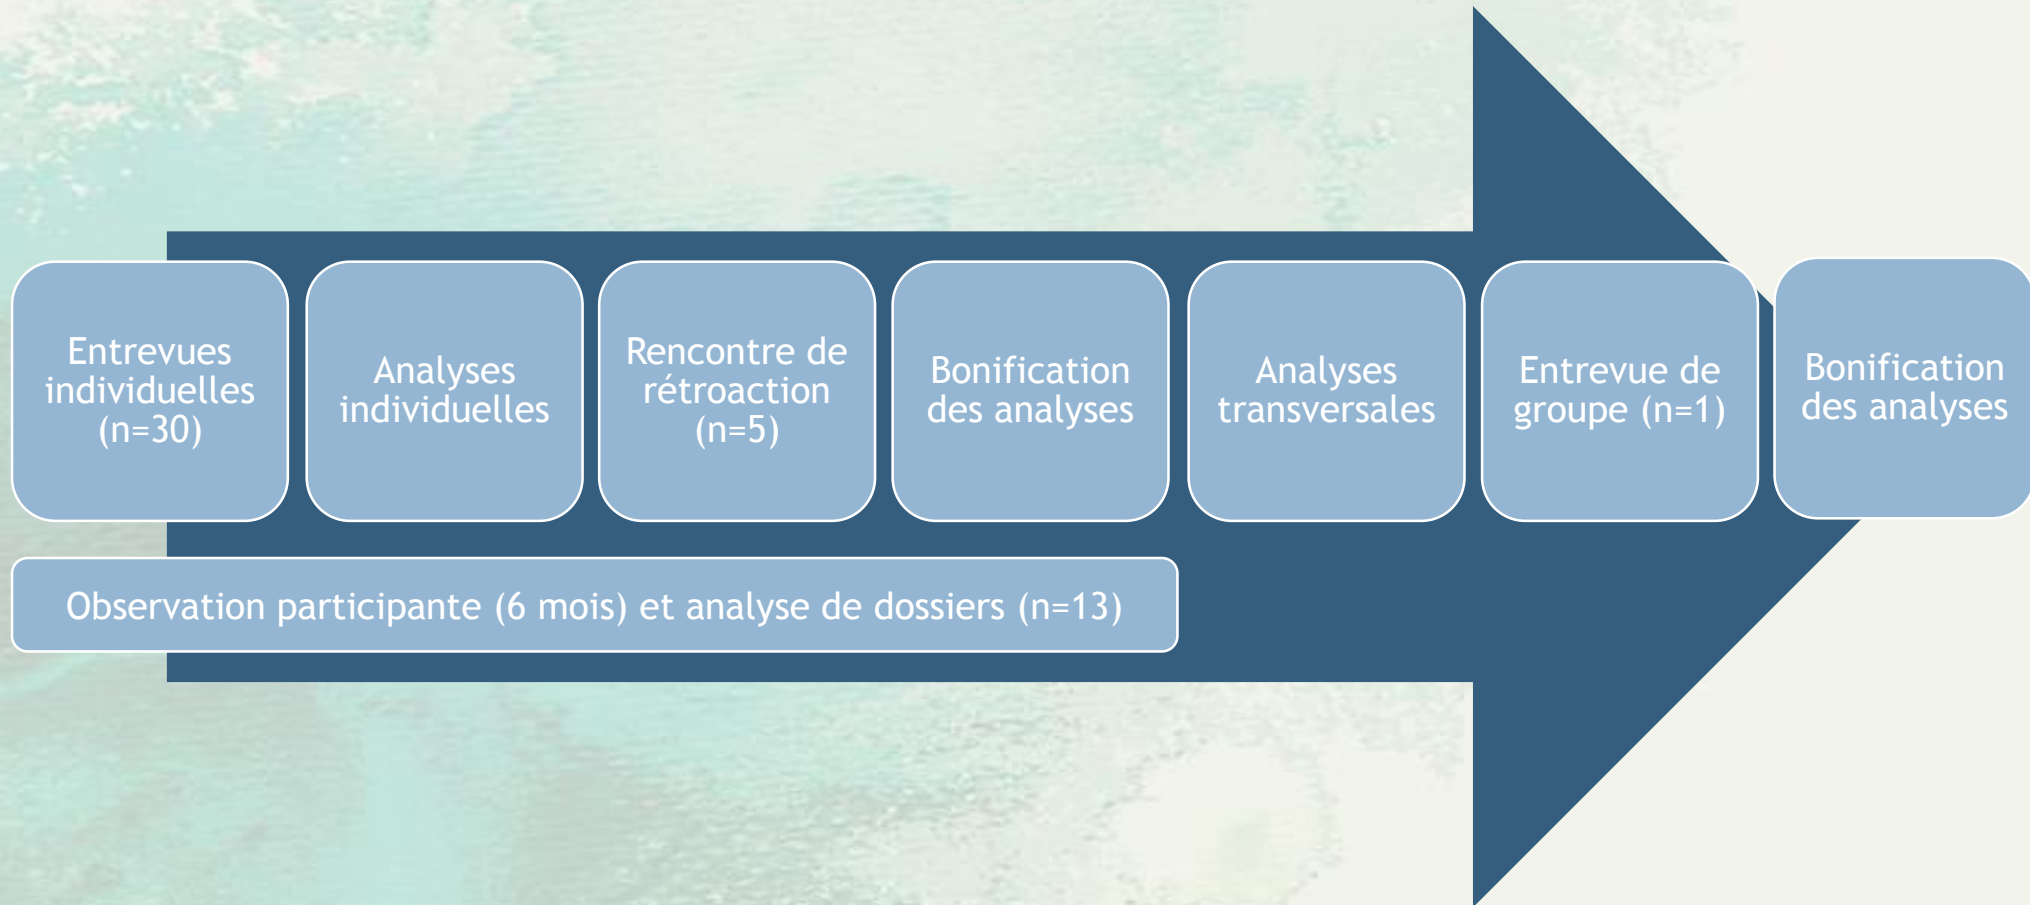 Entrevues
individuelles
(n=30)
Analyses
individuelles
Rencontre de
rétroaction
(n=5)
Bonification
des analyses
Analyses
transversales
Entrevue de
groupe (n=1)
Bonification
des analyses
Observation participante (6 mois) et analyse de dossiers (n=13)